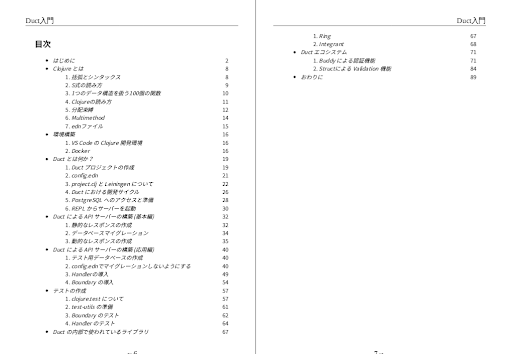 Duct入門
目次
• はじめに 2
• Clojure とは 8
1. 括弧とシンタックス 8
2. S式の読み方 9
3. 1つのデータ構造を扱う100個の関数 10
4. Clojureの読み方 11
5. 分配束縛 12
6. Multimethod 14
7. ednファイル 15
• 環境構築 16
1. VS Code の Clojure 開発環境 16
2. Docker 16
• Duct とは何か？ 19
1. Duct プロジェクトの作成 19
2. config.edn 21
3. project.clj と Leiningen について 22
4. Duct における開発サイクル 26
5. PostgreSQL へのアクセスと準備 28
6. REPL からサーバーを起動 30
• Duct による API サーバーの構築 (基本編) 32
1. 静的なレスポンスの作成 32
2. データベースマイグレーション 34
3. 動的なレスポンスの作成 35
• Duct による API サーバーの構築 (応用編) 40
1. テスト用データベースの作成 40
2. config.ednでマイグレーションしないようにする 40
3. Handlerの導入 49
4. Boundary の導入 54
• テストの作成 57
1. clojure.test について 57
2. test-utils の準備 61
3. Boundary のテスト 62
4. Handler のテスト 64
• Duct の内部で使われているライブラリ 67
6
Duct入門
1. Ring 67
2. Integrant 68
• Duct エコシステム 71
1. Buddy による認証機能 71
2. Structによる Validation 機能 84
• おわりに 89
7